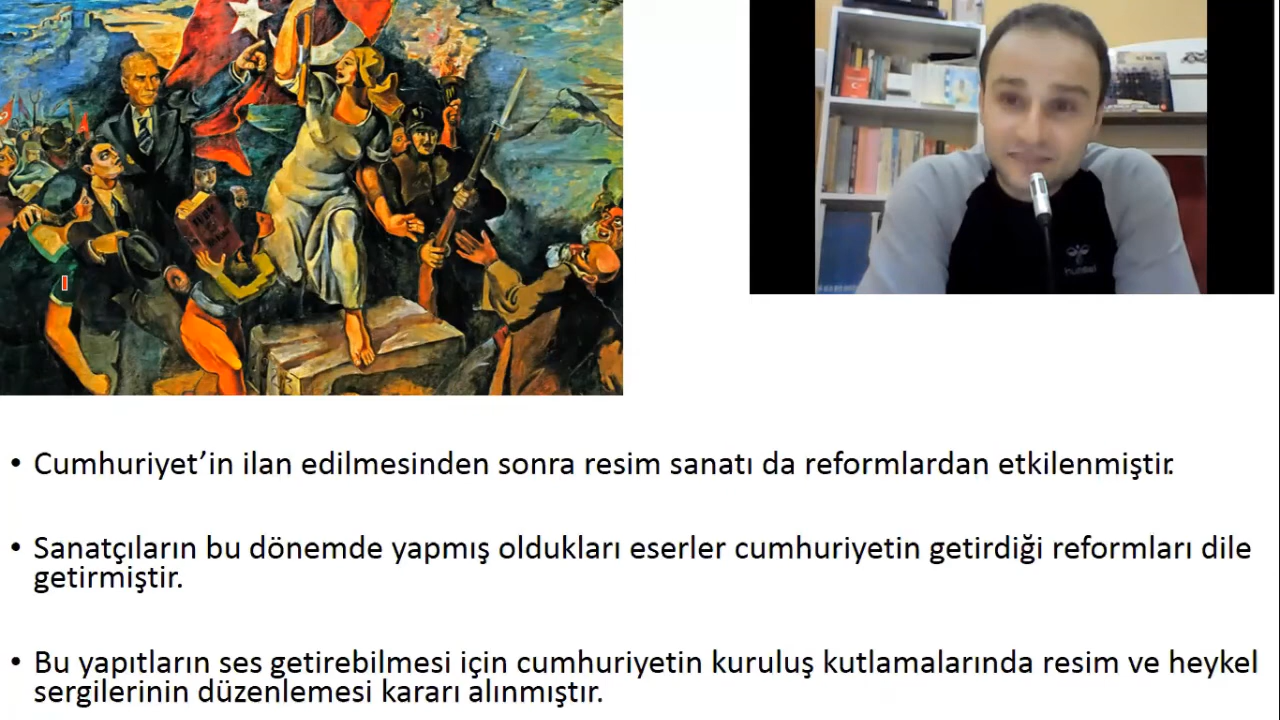 hummel
• Cumhuriyet’in ilan edilmesinden sonra resim sanatı da reformlardan etkilenmiştir.
• Sanatçıların bu dönemde yapmış oldukları eserler cumhuriyetin getirdiği reformları dile
getirmiştir.
• Bu yapıtların ses getirebilmesi için cumhuriyetin kuruluş kutlamalarında resim ve heykel
sergilerinin düzenlemesi kararı alınmıştır.